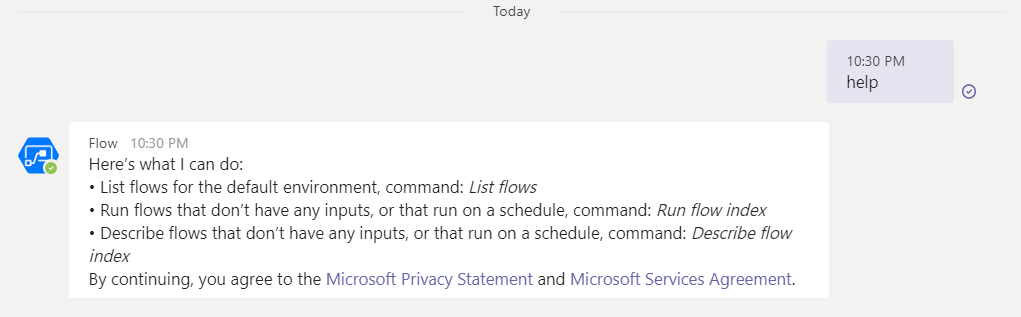 Today
10:30 PM
help
Flow 10:30 PM
Here's what I can do:
• List flows for the default environment, command: List flows
• Run flows that don't have any inputs, or that run on a schedule, command: Run flow index
• Describe flows that don't have any inputs, or that run on a schedule, command: Describe flow
index
By continuing, you agree to the Microsoft Privacy Statement and Microsoft Services Agreement.